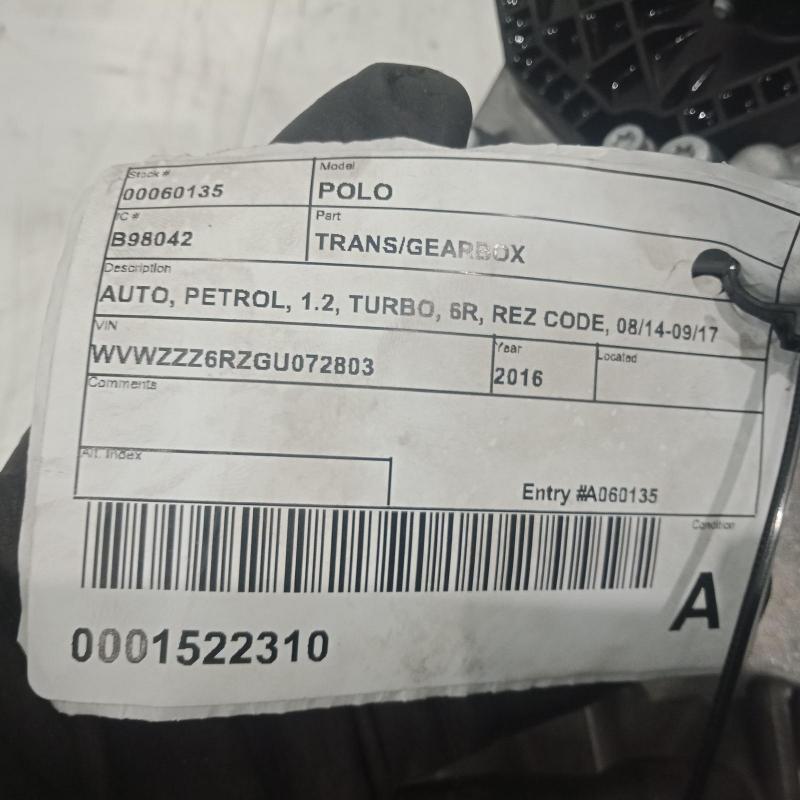 Stock #
00060135
Model
POLO
IC #
B98042
Part
TRANS/GEARBOX
Description
AUTO, PETROL, 1.2, TURBO, 6R, REZ CODE, 08/14-09/17
VIN
WVWZZZ6RZGU072803
Year
2016
Located
Comments
Alt. Index
Entry #A060135
Condition
A
0001522310